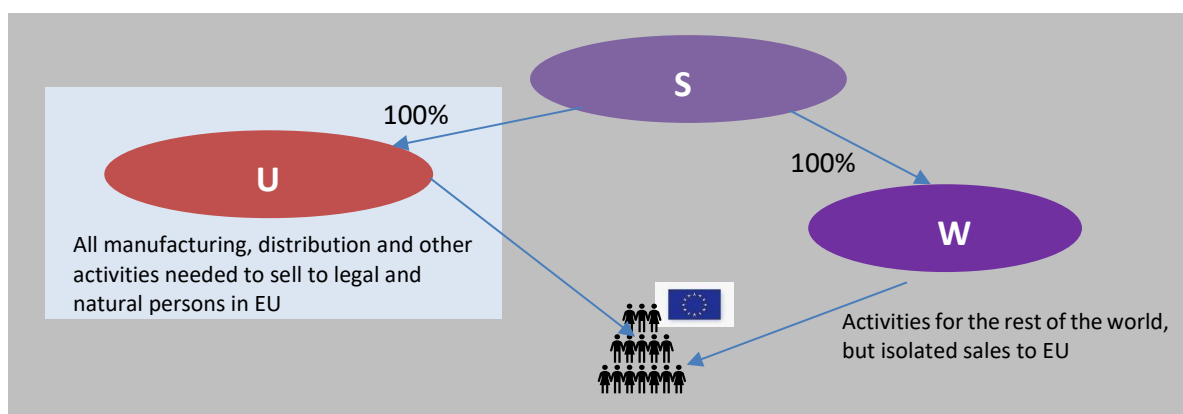 S
100%
100%
U
W
All manufacturing, distribution and other
activities needed to sell to legal and
natural persons in EU
Activities for the rest of the world,
but isolated sales to EU